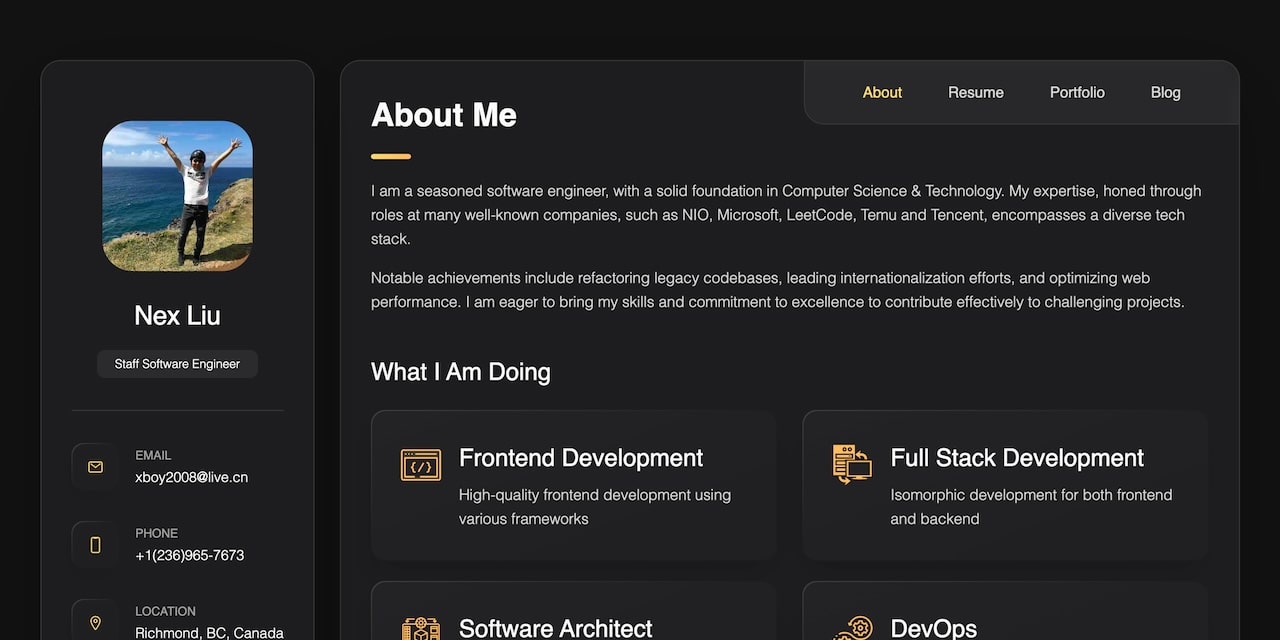 About
Resume
Portfolio
Blog
Nex Liu
Staff Software Engineer
EMAIL
xboy2008@live.cn
PHONE
+1(236)965-7673
LOCATION
Richmond, BC, Canada
About Me
I am a seasoned software engineer, with a solid foundation in Computer Science & Technology. My expertise, honed through
roles at many well-known companies, such as NIO, Microsoft, LeetCode, Temu and Tencent, encompasses a diverse tech
stack.
Notable achievements include refactoring legacy codebases, leading internationalization efforts, and optimizing web
performance. I am eager to bring my skills and commitment to excellence to contribute effectively to challenging projects.
What I Am Doing
Frontend Development
High-quality frontend development using
various frameworks
Full Stack Development
Isomorphic development for both frontend
and backend
Software Architect
DevOps